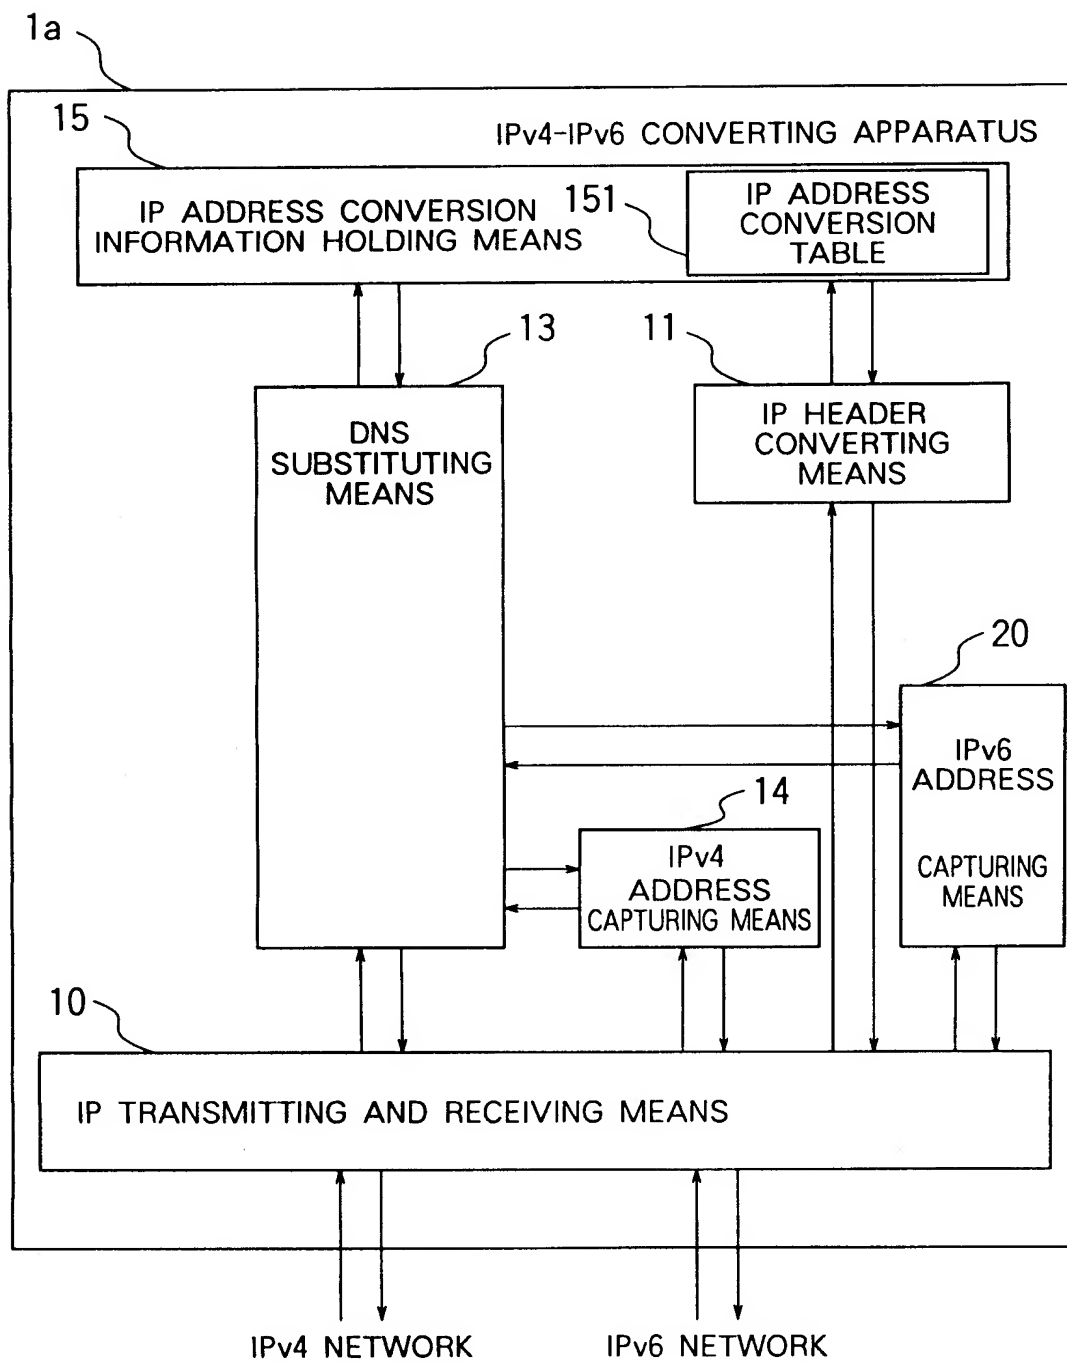 1a
15
IPv4-IPv6 CONVERTING APPARATUS
IP ADDRESS CONVERSION
INFORMATION HOLDING MEANS
151
IP ADDRESS
CONVERSION
TABLE
13
11
DNS
SUBSTITUTING
MEANS
IP HEADER
CONVERTING
MEANS
20
IPv6
ADDRESS
CAPTURING
MEANS
14
IPv4
ADDRESS
CAPTURING MEANS
10
IP TRANSMITTING AND RECEIVING MEANS
IPv4 NETWORK
IPv6 NETWORK